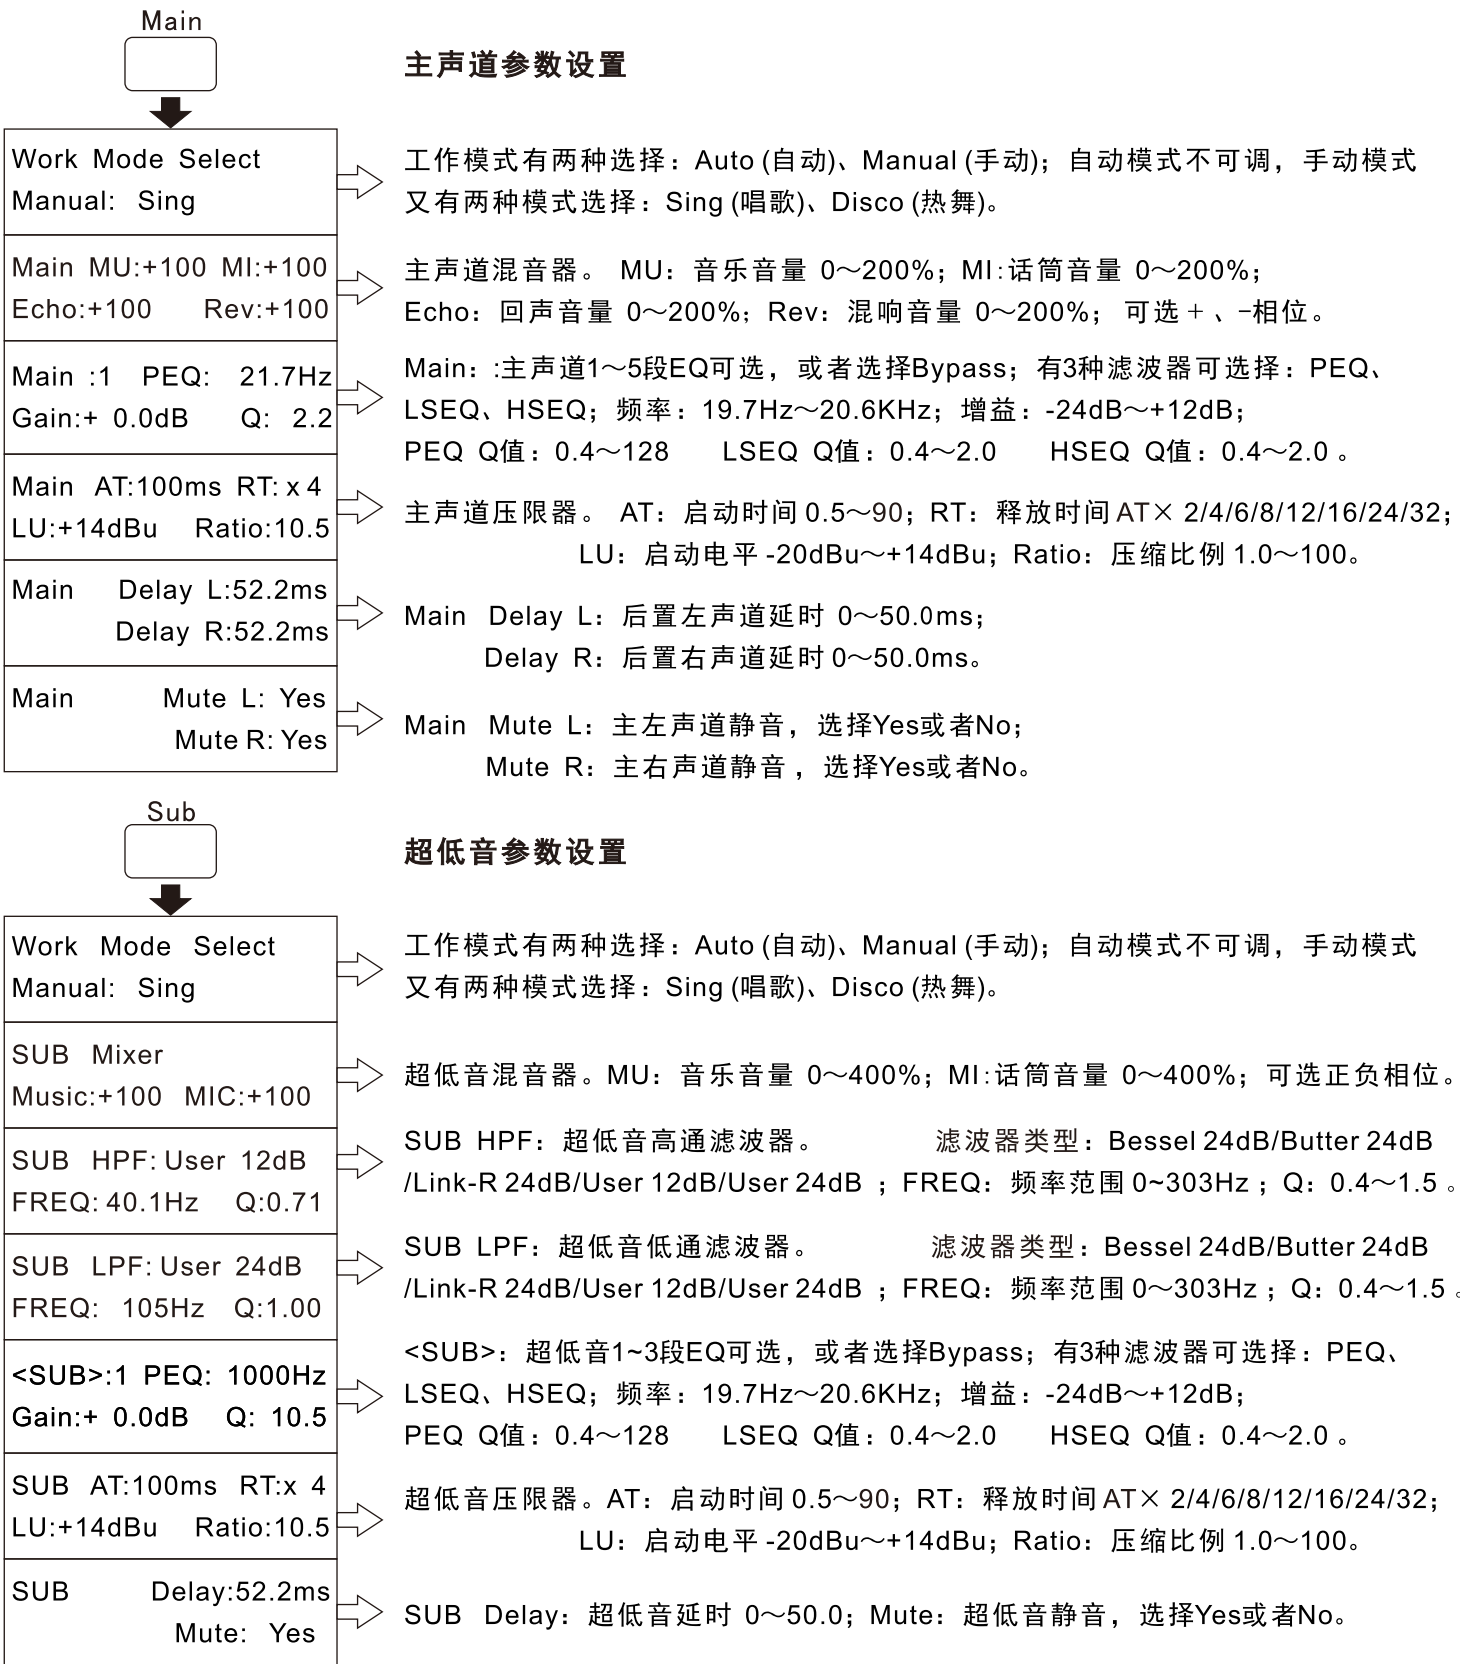 Main
主声道参数设置
Work Mode Select
Manual: Sing
工作模式有两种选择：Auto (自动)、Manual (手动)；自动模式不可调，手动模式
又有两种模式选择：Sing (唱歌)、Disco (热舞)。
Main MU:+100 MI:+100
Echo:+100 Rev:+100
主声道混音器。 MU：音乐音量 0～200%；MI:话筒音量 0～200%；
Echo：回声音量 0～200%；Rev：混响音量 0～200%；可选＋、-相位。
Main :1 PEQ: 21.7Hz
Gain:+ 0.0dB Q: 2.2
Main：:主声道1～5段EQ可选，或者选择Bypass；有3种滤波器可选择：PEQ、
LSEQ、HSEQ；频率：19.7Hz～20.6KHz；增益：-24dB～+12dB；
PEQ Q值：0.4～128 LSEQ Q值：0.4～2.0 HSEQ Q值：0.4～2.0 。
Main AT:100ms RT: x 4
LU:+14dBu Ratio:10.5
主声道压限器。 AT：启动时间 0.5～90；RT：释放时间 AT× 2/4/6/8/12/16/24/32；
LU：启动电平 -20dBu～+14dBu；Ratio：压缩比例 1.0～100。
Main Delay L:52.2ms
Delay R:52.2ms
Main Delay L：后置左声道延时 0～50.0ms；
Delay R：后置右声道延时 0～50.0ms。
Main Mute L: Yes
Mute R: Yes
Main Mute L：主左声道静音，选择Yes或者No；
Mute R：主右声道静音，选择Yes或者No。
Sub
超低音参数设置
Work Mode Select
Manual: Sing
工作模式有两种选择：Auto (自动)、Manual (手动)；自动模式不可调，手动模式
又有两种模式选择：Sing (唱歌)、Disco (热舞)。
SUB Mixer
Music:+100 MIC:+100
超低音混音器。MU：音乐音量 0～400%；MI:话筒音量 0～400%；可选正负相位。
SUB HPF: User 12dB
FREQ: 40.1Hz Q:0.71
SUB HPF：超低音高通滤波器。 滤波器类型：Bessel 24dB/Butter 24dB
/Link-R 24dB/User 12dB/User 24dB ；FREQ：频率范围 0~303Hz；Q：0.4～1.5 。
SUB LPF: User 24dB
FREQ: 105Hz Q:1.00
SUB LPF：超低音低通滤波器。 滤波器类型：Bessel 24dB/Butter 24dB
/Link-R 24dB/User 12dB/User 24dB ；FREQ：频率范围 0～303Hz；Q：0.4～1.5 。
<SUB>:1 PEQ: 1000Hz
Gain:+ 0.0dB Q: 10.5
<SUB>：超低音1~3段EQ可选，或者选择Bypass；有3种滤波器可选择：PEQ、
LSEQ、HSEQ；频率：19.7Hz～20.6KHz；增益：-24dB～+12dB；
PEQ Q值：0.4～128 LSEQ Q值：0.4～2.0 HSEQ Q值：0.4～2.0 。
SUB AT:100ms RT:x 4
LU:+14dBu Ratio:10.5
超低音压限器。AT：启动时间 0.5～90；RT：释放时间 AT× 2/4/6/8/12/16/24/32；
LU：启动电平 -20dBu～+14dBu；Ratio：压缩比例 1.0～100。
SUB Delay:52.2ms
Mute: Yes
SUB Delay：超低音延时 0～50.0；Mute：超低音静音，选择Yes或者No。